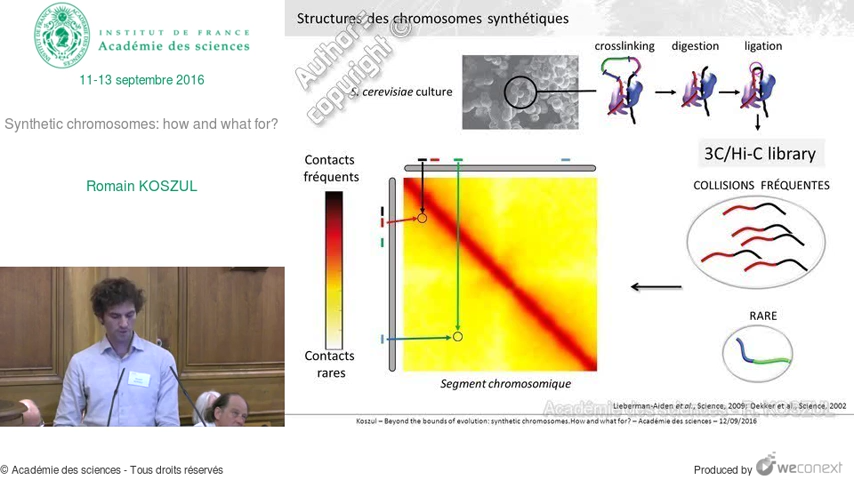 INSTITUT DE FRANCE
Académie des sciences
11-13 septembre 2016
Synthetic chromosomes: how and what for?
Romain KOSZUL
Structures des chromosomes synthétiques
Author's
copyright ©
S. cerevisiae culture
crosslinking
digestion
ligation
3C/Hi-C library
COLLISIONS FRÉQUENTES
RARE
Contacts
fréquents
Contacts
rares
Segment chromosomique
Lieberman-Aiden et al., Science, 2009; Dekker et al., Science, 2002
Académie des sciences - R. KOSZUL
Koszul – Beyond the bounds of evolution: synthetic chromosomes.How and what for? – Académie des sciences – 12/09/2016
© Académie des sciences - Tous droits réservés
Produced by weconext